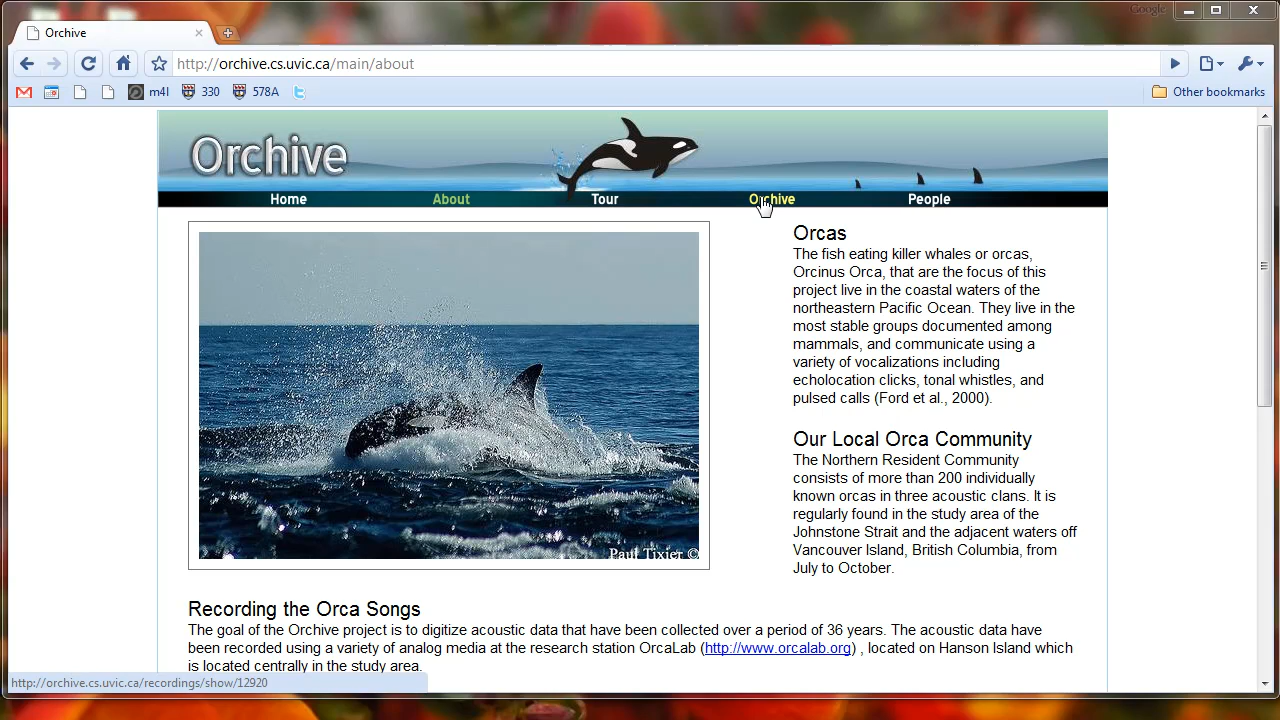 Google
Orchive
http://orchive.cs.uvic.ca/main/about
m4l 330 578A Other bookmarks
Orchive
Home About Tour Orchive People
Orcas
The fish eating killer whales or orcas,
Orcinus Orca, that are the focus of this
project live in the coastal waters of the
northeastern Pacific Ocean. They live in the
most stable groups documented among
mammals, and communicate using a
variety of vocalizations including
echolocation clicks, tonal whistles, and
pulsed calls (Ford et al., 2000).
Our Local Orca Community
The Northern Resident Community
consists of more than 200 individually
known orcas in three acoustic clans. It is
regularly found in the study area of the
Johnstone Strait and the adjacent waters off
Vancouver Island, British Columbia, from
July to October.
Paul Tixier ©
Recording the Orca Songs
The goal of the Orchive project is to digitize acoustic data that have been collected over a period of 36 years. The acoustic data have
been recorded using a variety of analog media at the research station OrcaLab (http://www.orcalab.org) , located on Hanson Island which
is located centrally in the study area.
http://orchive.cs.uvic.ca/recordings/show/12920